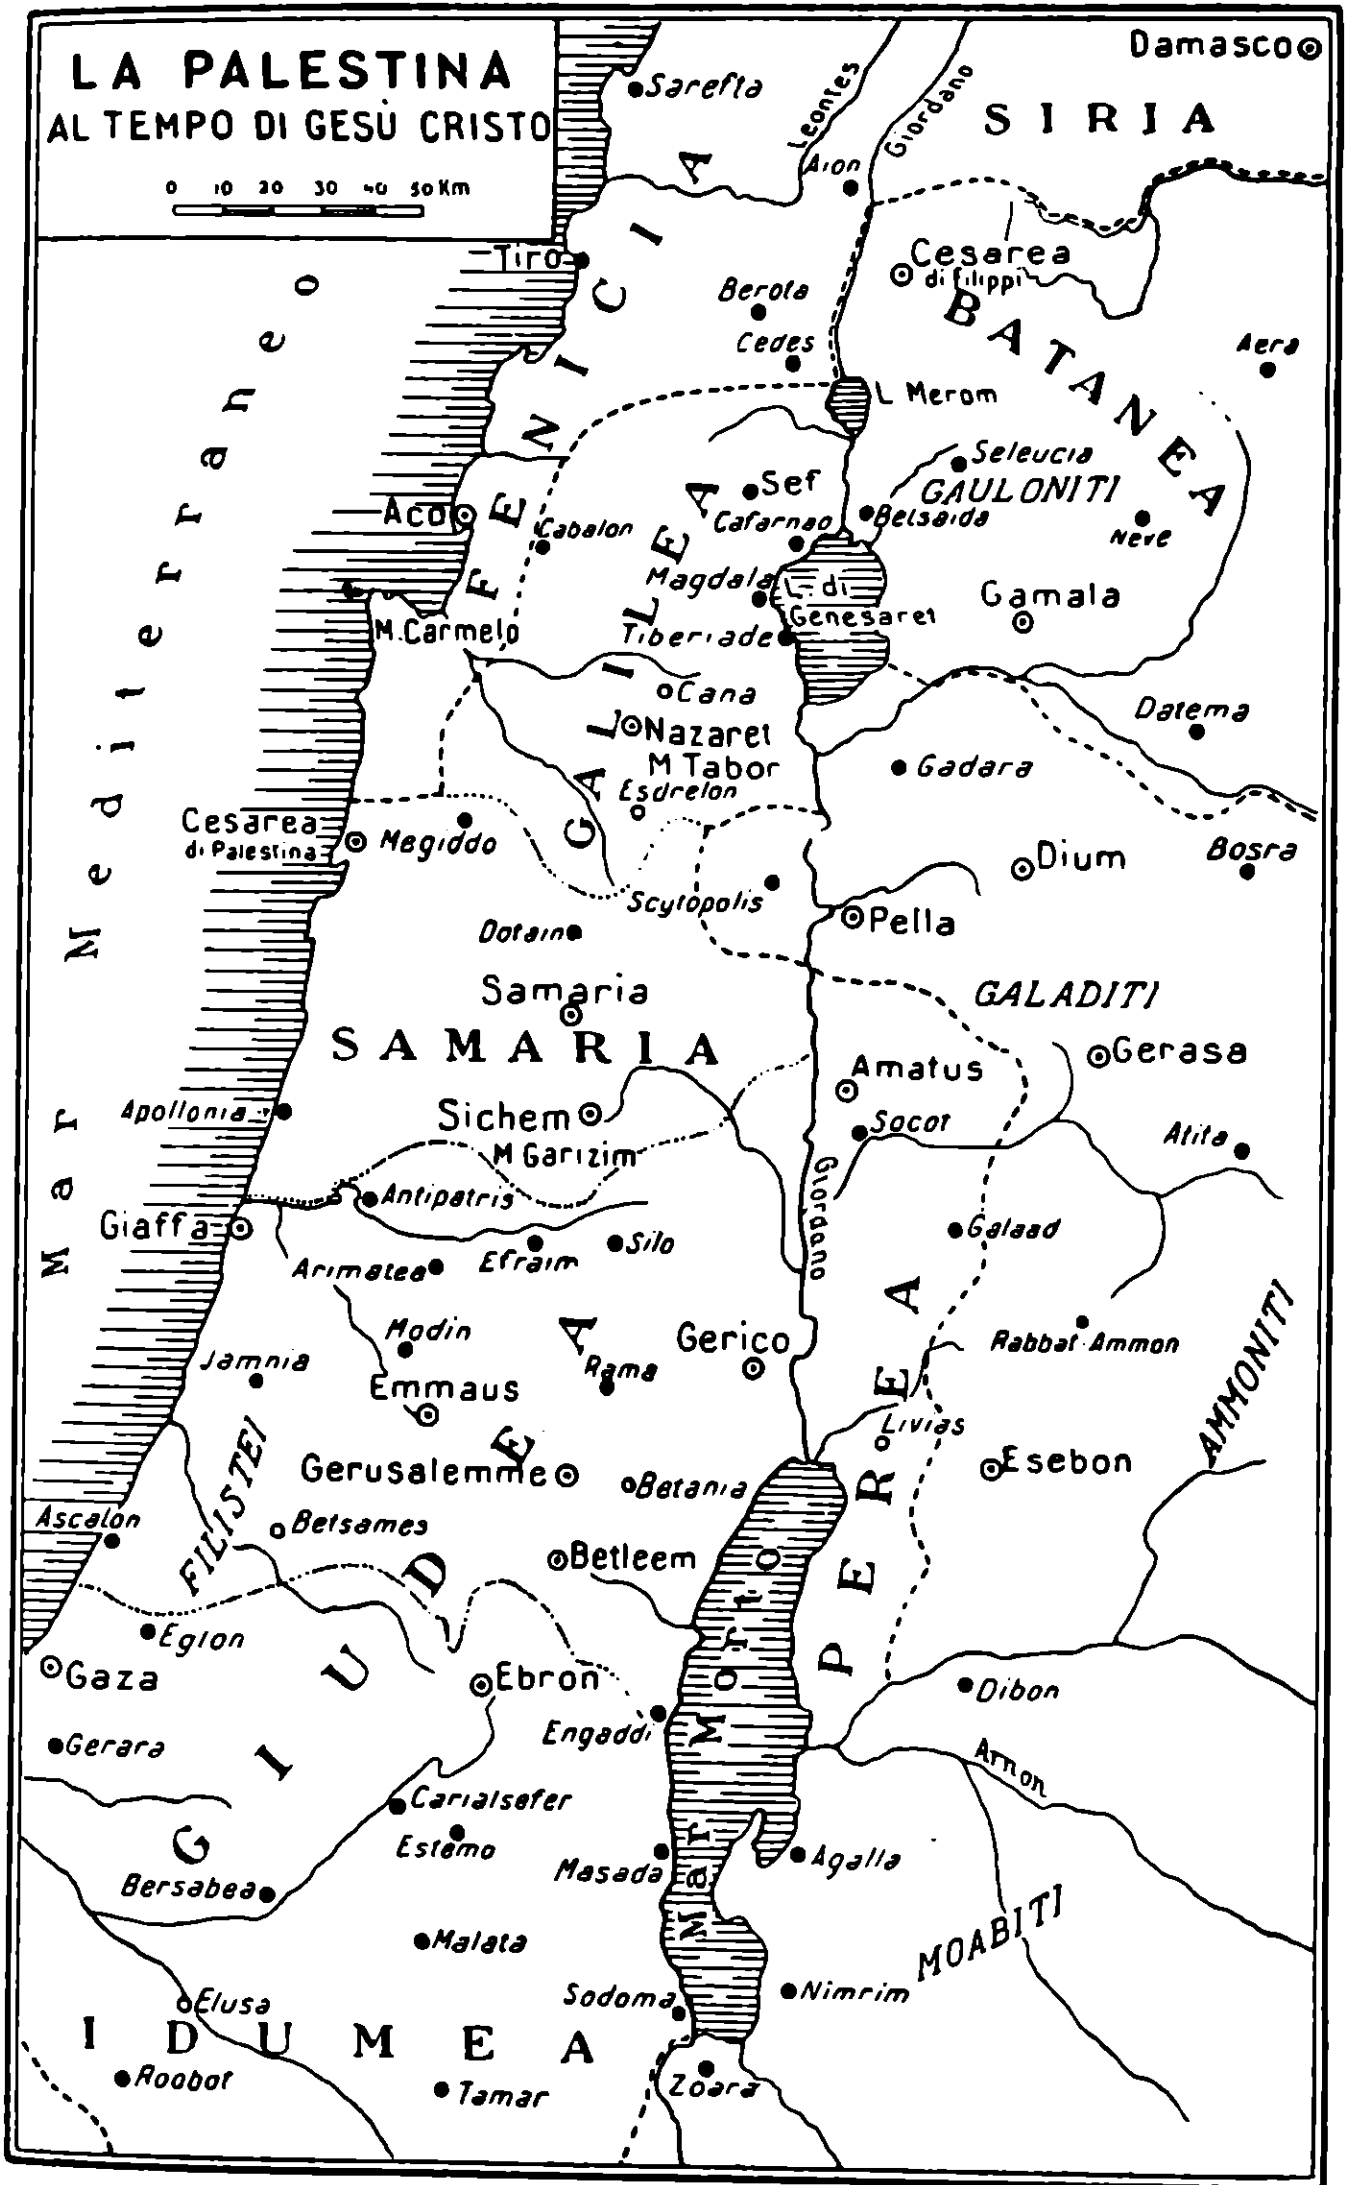 LA PALESTINA
AL TEMPO DI GESÙ CRISTO
0 10 20 30 40 50 Km
Damasco
SIRIA
Sarefta
Leontes
Giordano
Aion
FENICIA
Tiro
Cesarea
di Filippi
BATANEA
Berota
Cedes
Aera
L Merom
Mar Mediterraneo
Seleucia
Sef
GAULONITI
Aco
Cabalon
Cafarnao
Betsaida
Neve
GALILEA
Magdala
L. di
Genesaret
Gamala
M. Carmelo
Tiberiade
Cana
Nazaret
Datema
M Tabor
Gadara
Esdrelon
Cesarea
di Palestina
Megiddo
Dium
Bosra
Scytopolis
Pella
Dotain
Samaria
GALADITI
SAMARIA
Gerasa
Amatus
Apollonia
Sichem
Socot
Atita
M Garizim
Giordano
Antipatris
Giaffa
Galaad
Silo
Efraim
Arimatea
PEREA
AMMONITI
Modin
Gerico
Rabbat-Ammon
Jamnia
Rama
Emmaus
GIUDEA
Livias
FILISTEI
Gerusalemme
Esebon
Betania
Ascalon
Betsames
Betleem
Mar Morto
Eglon
Gaza
Ebron
Dibon
Engaddi
Gerara
Arnon
Carialsefer
Estemo
Masada
Agalla
Bersabea
MOABITI
Malata
Elusa
Sodoma
Nimrim
IDUMEA
Roobot
Tamar
Zoara